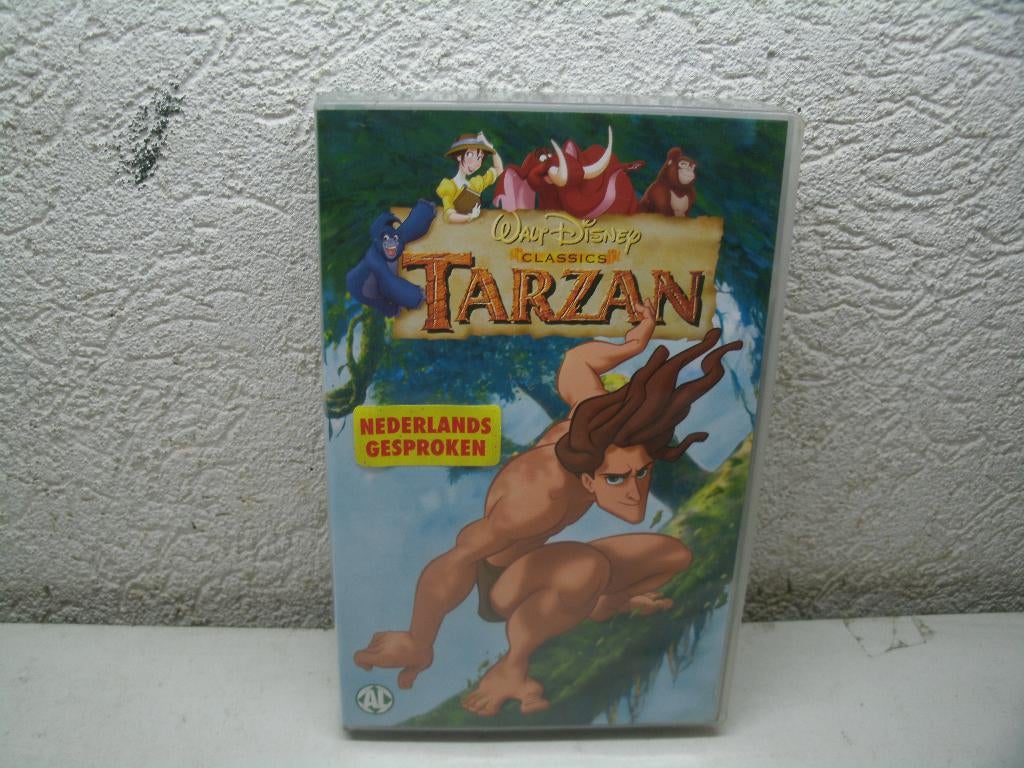 WALT DISNEY
CLASSICS
TARZAN
NEDERLANDS
GESPROKEN
AL